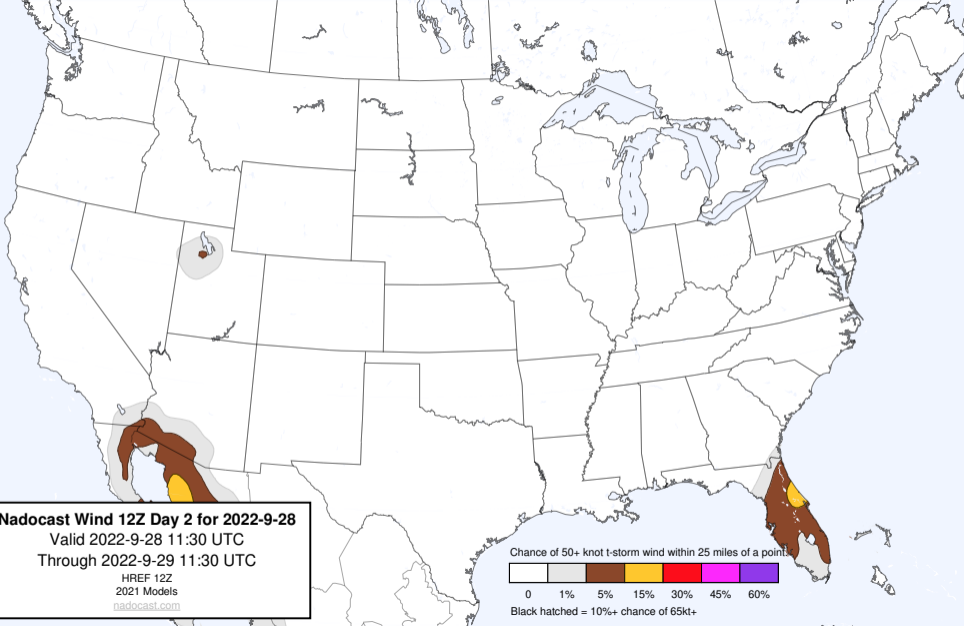 Nadocast Wind 12Z Day 2 for 2022-9-28
Valid 2022-9-28 11:30 UTC
Through 2022-9-29 11:30 UTC
HREF 12Z
2021 Models
nadocast.com
Chance of 50+ knot t-storm wind within 25 miles of a point.
0 1% 5% 15% 30% 45% 60%
Black hatched = 10%+ chance of 65kt+